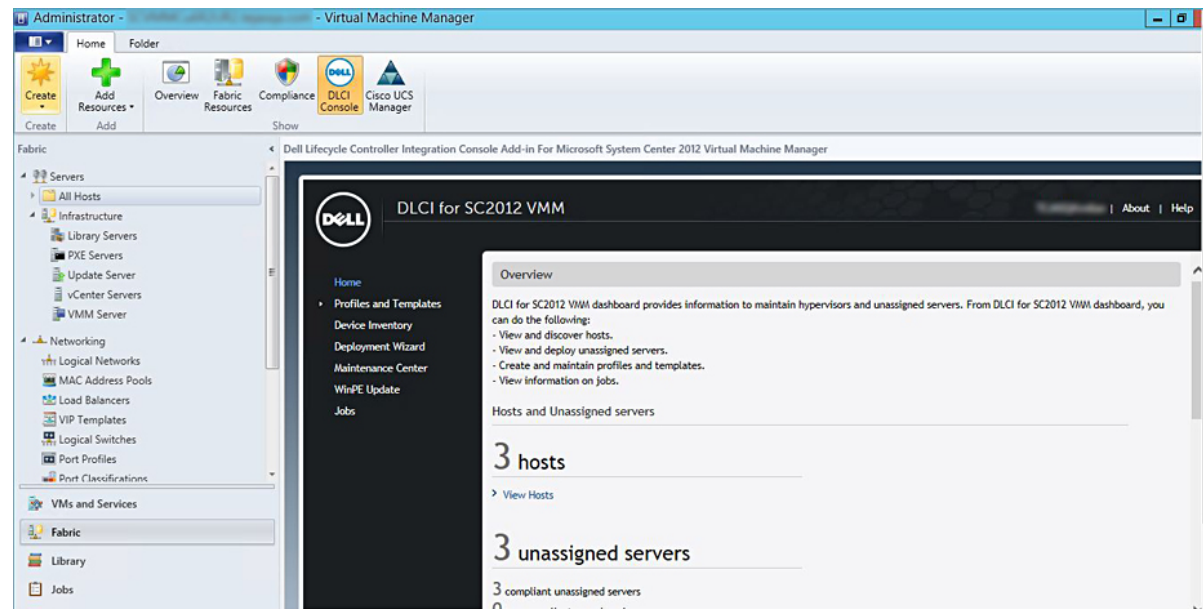 Administrator - - Virtual Machine Manager
Home Folder
Create
Add Resources
Overview
Fabric Resources
Compliance
DELL
DLCI Console
Cisco UCS Manager
Create Add Show
Fabric
Servers
All Hosts
Infrastructure
Library Servers
PXE Servers
Update Server
vCenter Servers
VMM Server
Networking
Logical Networks
MAC Address Pools
Load Balancers
VIP Templates
Logical Switches
Port Profiles
Port Classifications
VMs and Services
Fabric
Library
Jobs
Dell Lifecycle Controller Integration Console Add-in For Microsoft System Center 2012 Virtual Machine Manager
DELL
DLCI for SC2012 VMM
| About | Help
Home
Profiles and Templates
Device Inventory
Deployment Wizard
Maintenance Center
WinPE Update
Jobs
Overview
DLCI for SC2012 VMM dashboard provides information to maintain hypervisors and unassigned servers. From DLCI for SC2012 VMM dashboard, you
can do the following:
- View and discover hosts.
- View and deploy unassigned servers.
- Create and maintain profiles and templates.
- View information on jobs.
Hosts and Unassigned servers
3 hosts
View Hosts
3 unassigned servers
3 compliant unassigned servers